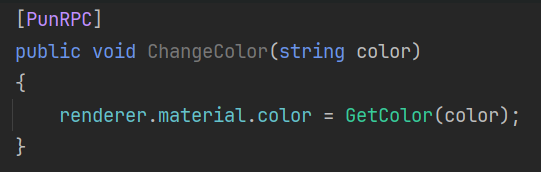 [PunRPC]
public void ChangeColor(string color)
{
    renderer.material.color = GetColor(color);
}